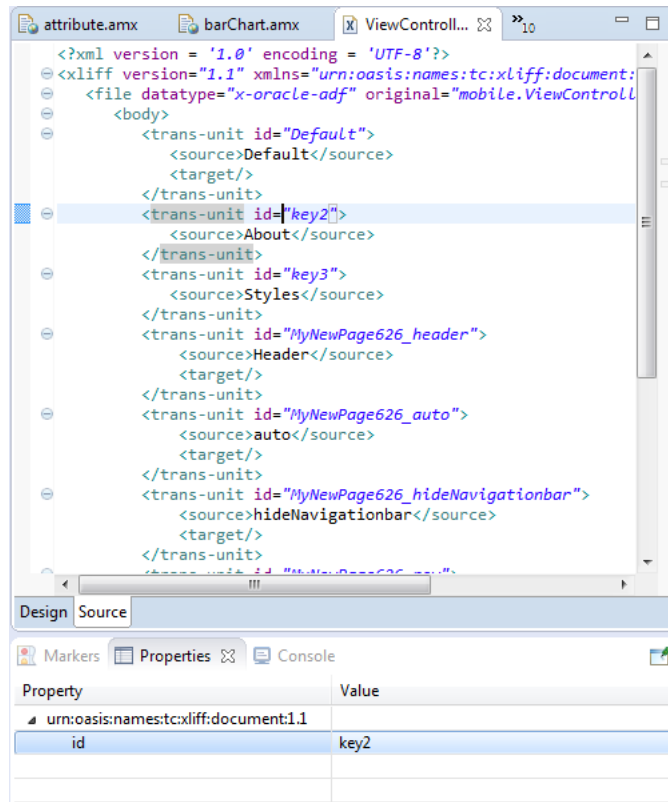 attribute.amx barChart.amx ViewControll... »10
<?xml version = '1.0' encoding = 'UTF-8'?>
<xliff version="1.1" xmlns="urn:oasis:names:tc:xliff:document:
<file datatype="x-oracle-adf" original="mobile.ViewControll
<body>
<trans-unit id="Default">
<source>Default</source>
<target/>
</trans-unit>
<trans-unit id="key2">
<source>About</source>
</trans-unit>
<trans-unit id="key3">
<source>Styles</source>
</trans-unit>
<trans-unit id="MyNewPage626_header">
<source>Header</source>
<target/>
</trans-unit>
<trans-unit id="MyNewPage626_auto">
<source>auto</source>
<target/>
</trans-unit>
<trans-unit id="MyNewPage626_hideNavigationbar">
<source>hideNavigationbar</source>
<target/>
</trans-unit>
Design Source
Markers Properties Console
Property Value
urn:oasis:names:tc:xliff:document:1.1
id key2